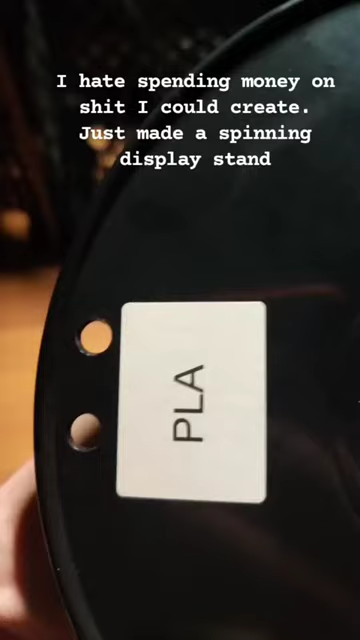 I hate spending money on
shit I could create.
Just made a spinning
display stand
PLA